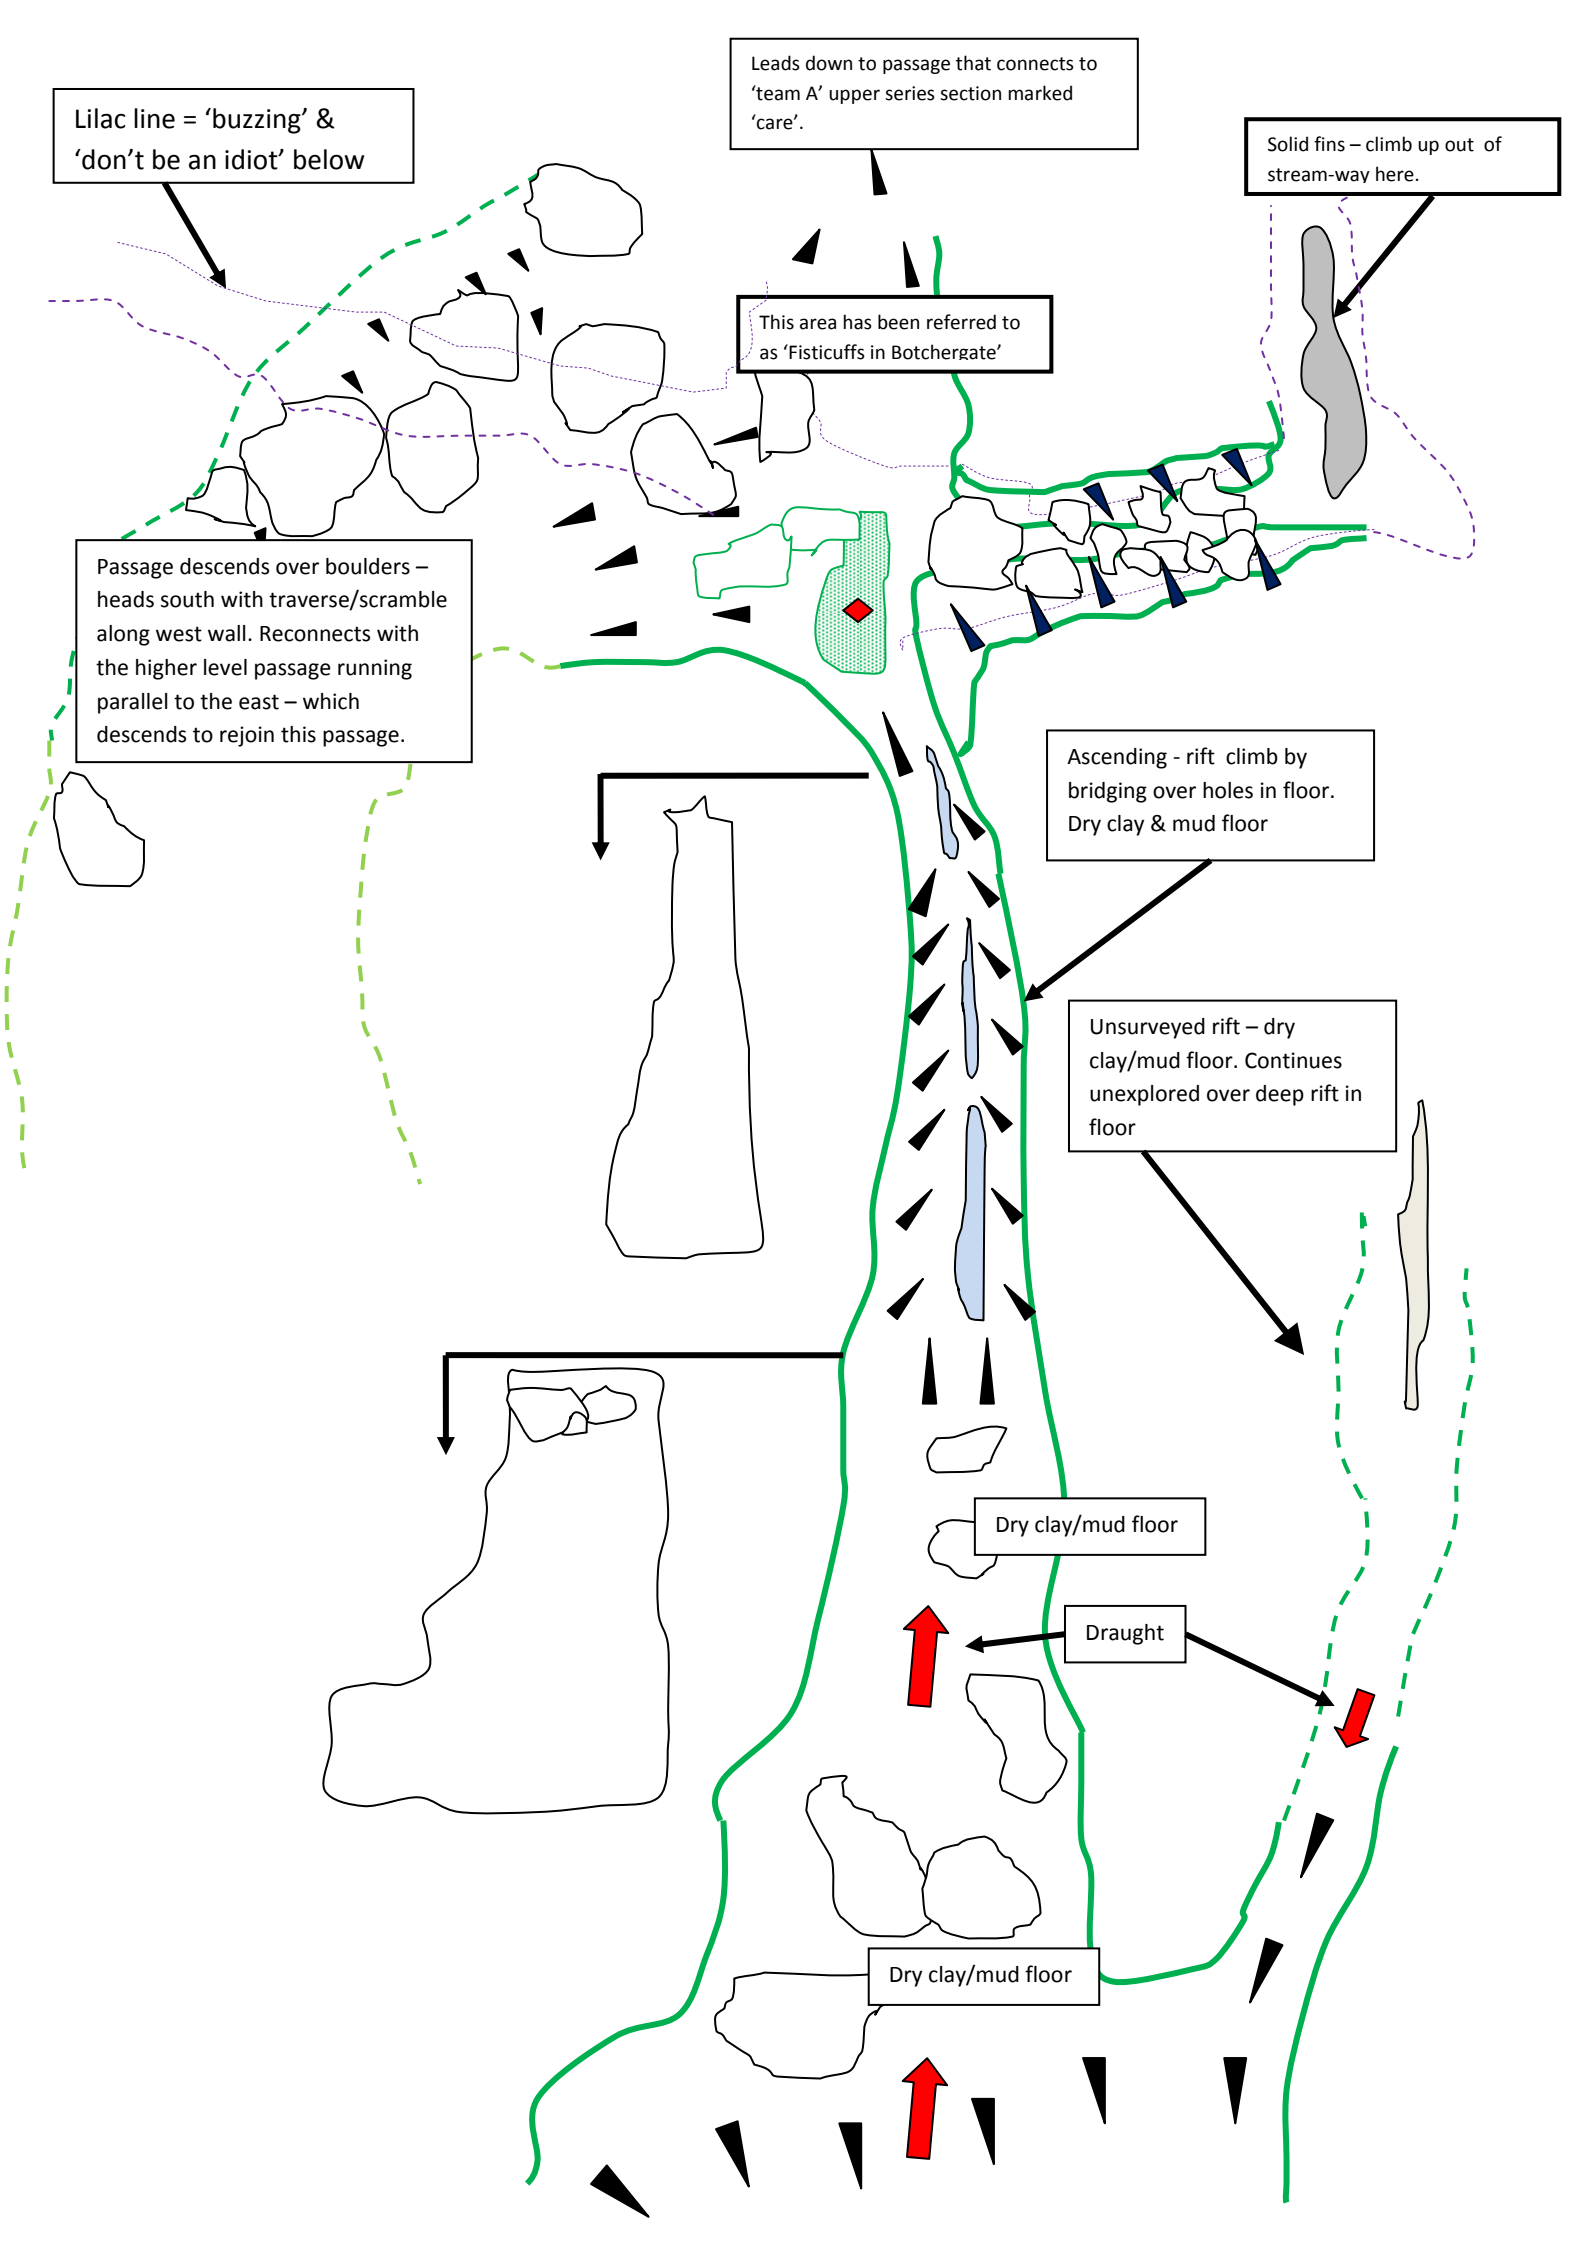 Leads down to passage that connects to
‘team A’ upper series section marked
‘care’.
Lilac line = ‘buzzing’ &
‘don’t be an idiot’ below
Solid fins – climb up out of
stream-way here.
This area has been referred to
as ‘Fisticuffs in Botchergate’
Passage descends over boulders –
heads south with traverse/scramble
along west wall. Reconnects with
the higher level passage running
parallel to the east – which
descends to rejoin this passage.
Ascending - rift climb by
bridging over holes in floor.
Dry clay & mud floor
Unsurveyed rift – dry
clay/mud floor. Continues
unexplored over deep rift in
floor
Dry clay/mud floor
Draught
Dry clay/mud floor